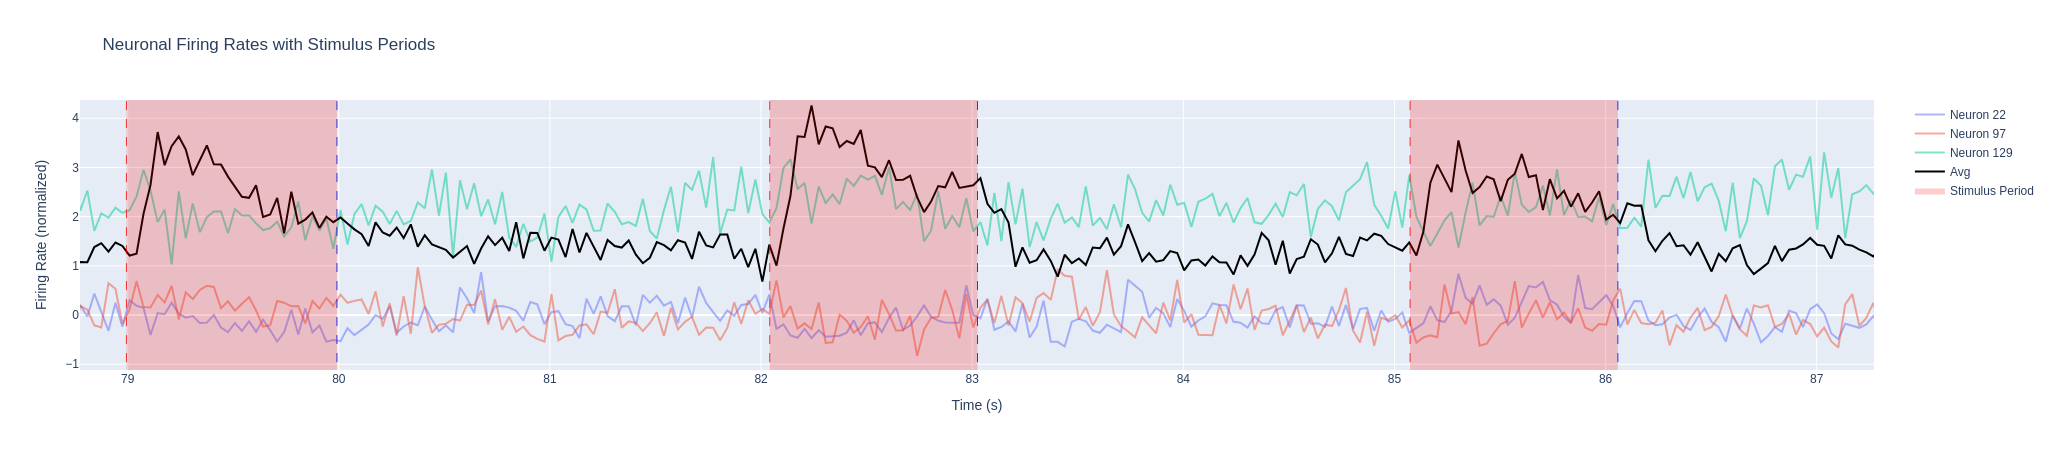 Neuronal Firing Rates with Stimulus Periods
Firing Rate (normalized)
4
3
2
1
0
−1
79 80 81 82 83 84 85 86 87
Time (s)
Neuron 22
Neuron 97
Neuron 129
Avg
Stimulus Period